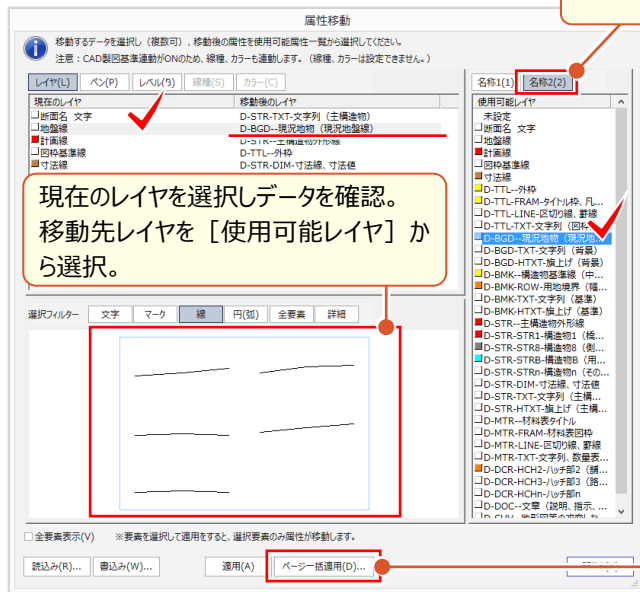 属性移動
移動するデータを選択し（複数可）、移動後の属性を使用可能属性一覧から選択してください。
注意：CAD製図基準連動がONのため、線種、カラーも連動します。（線種、カラーは設定できません。）
レイヤ(L) ペン(P) レベル(B) 線種(S) カラー(C)
現在のレイヤ 移動後のレイヤ
断面名 文字 D-STR-TXT-文字列（主構造物）
地盤線 D-BGD--現況地物（現況地盤線）
計画線 D-STR--主構造物外形線
図枠基準線 D-TTL--外枠
寸法線 D-STR-DIM-寸法線、寸法値
現在のレイヤを選択しデータを確認。
移動先レイヤを［使用可能レイヤ］か
ら選択。
選択フィルター 文字 マーク 線 円(弧) 全要素 詳細
全要素表示(V) ※要素を選択して適用をすると、選択要素のみ属性が移動します。
読込み(R)... 書込み(W)... 適用(A) ページ一括適用(D)...
名称1(1) 名称2(2)
使用可能レイヤ
未設定
断面名 文字
地盤線
計画線
図枠基準線
寸法線
D-TTL--外枠
D-TTL-FRAM-タイトル枠、凡...
D-TTL-LINE-区切り線、罫線
D-TTL-TXT-文字列（図枠
D-BGD--現況地物（現況地...
D-BGD-TXT-文字列（背景）
D-BGD-HTXT-旗上げ（背景）
D-BMK--構造物基準線（中...
D-BMK-ROW-用地境界（幅...
D-BMK-TXT-文字列（基準）
D-BMK-HTXT-旗上げ（基準）
D-STR--主構造物外形線
D-STR-STR1-構造物1（橋...
D-STR-STR8-構造物8（側...
D-STR-STRB-構造物B（用...
D-STR-STRn-構造物n（その...
D-STR-DIM-寸法線、寸法値
D-STR-TXT-文字列（主構...
D-STR-HTXT-旗上げ（主構...
D-MTR--材料表タイトル
D-MTR-FRAM-材料表図枠
D-MTR-LINE-区切り線、罫線
D-MTR-TXT-文字列、数量表...
D-DCR-HCH2-ハッチ部2（舗...
D-DCR-HCH3-ハッチ部3（路...
D-DCR-HCHn-ハッチ部n
D-DOC--文章（説明、指示、...